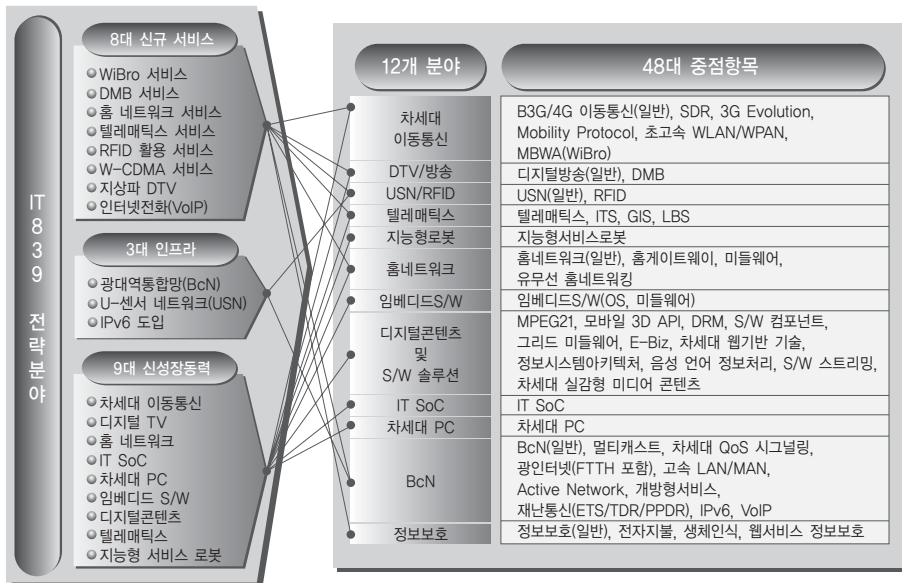 IT
8
3
9
전
략
분
야
8대 신규 서비스
WiBro 서비스
DMB 서비스
홈 네트워크 서비스
텔레매틱스 서비스
RFID 활용 서비스
W-CDMA 서비스
지상파 DTV
인터넷전화(VoIP)
3대 인프라
광대역통합망(BcN)
U-센서 네트워크(USN)
IPv6 도입
9대 신성장동력
차세대 이동통신
디지털 TV
홈 네트워크
IT SoC
차세대 PC
임베디드 S/W
디지털콘텐츠
텔레매틱스
지능형 서비스 로봇
12개 분야
48대 중점항목
차세대
이동통신
B3G/4G 이동통신(일반), SDR, 3G Evolution,
Mobility Protocol, 초고속 WLAN/WPAN,
MBWA(WiBro)
DTV/방송
디지털방송(일반), DMB
USN/RFID
USN(일반), RFID
텔레매틱스
텔레매틱스, ITS, GIS, LBS
지능형로봇
지능형서비스로봇
홈네트워크
홈네트워크(일반), 홈게이트웨이, 미들웨어,
유무선 홈네트워킹
임베디드S/W
임베디드S/W(OS, 미들웨어)
디지털콘텐츠
및
S/W 솔루션
MPEG21, 모바일 3D API, DRM, S/W 컴포넌트,
그리드 미들웨어, E-Biz, 차세대 웹기반 기술,
정보시스템아키텍처, 음성 언어 정보처리, S/W 스트리밍,
차세대 실감형 미디어 콘텐츠
IT SoC
IT SoC
차세대 PC
차세대 PC
BcN
BcN(일반), 멀티캐스트, 차세대 QoS 시그널링,
광인터넷(FTTH 포함), 고속 LAN/MAN,
Active Network, 개방형서비스,
재난통신(ETS/TDR/PPDR), IPv6, VoIP
정보보호
정보보호(일반), 전자지불, 생체인식, 웹서비스 정보보호